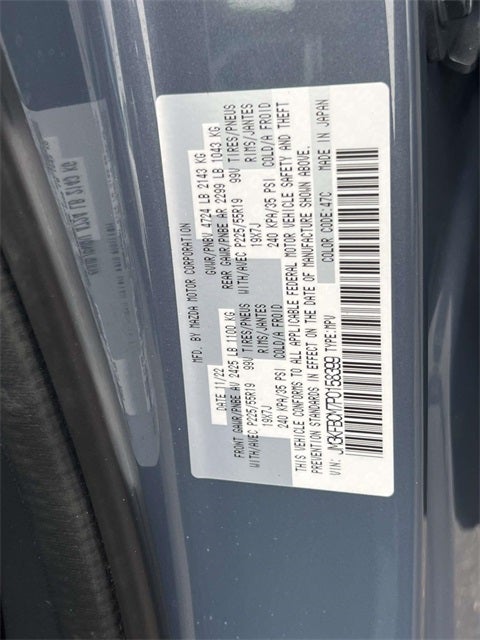 MFD. BY MAZDA MOTOR CORPORATION
DATE 11/22 GVWR/PNBV 4724 LB 2143 KG
FRONT GAWR/PNBE AV 2425 LB 1100 KG REAR GAWR/PNBE AR 2299 LB 1043 KG
WITH/AVEC P225/55R19 99V TIRES/PNEUS WITH/AVEC P225/55R19 99V TIRES/PNEUS
19X7J RIMS/JANTES 19X7J RIMS/JANTES
240 KPA/35 PSI COLD/A FROID 240 KPA/35 PSI COLD/A FROID
THIS VEHICLE CONFORMS TO ALL APPLICABLE FEDERAL MOTOR VEHICLE SAFETY AND THEFT
PREVENTION STANDARDS IN EFFECT ON THE DATE OF MANUFACTURE SHOWN ABOVE.
VIN: JM3KFBCM7P0158399 TYPE:MPV COLOR CODE:47C MADE IN JAPAN